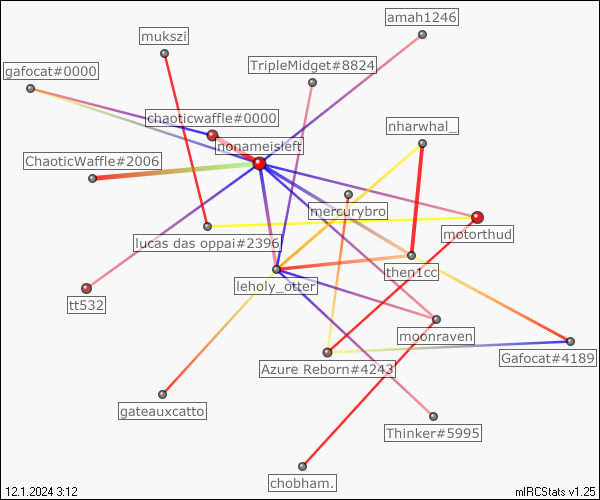 amah1246
mukszi
TripleMidget#8824
gafocat#0000
chaoticwaffle#0000
nharwhal_
nonameisleft
ChaoticWaffle#2006
mercurybro
lucas das oppai#2396
motorthud
then1cc
leholy_otter
tt532
moonraven
Gafocat#4189
Azure Reborn#4243
gateauxcatto
Thinker#5995
chobham.
12.1.2024 3:12
mIRCStats v1.25